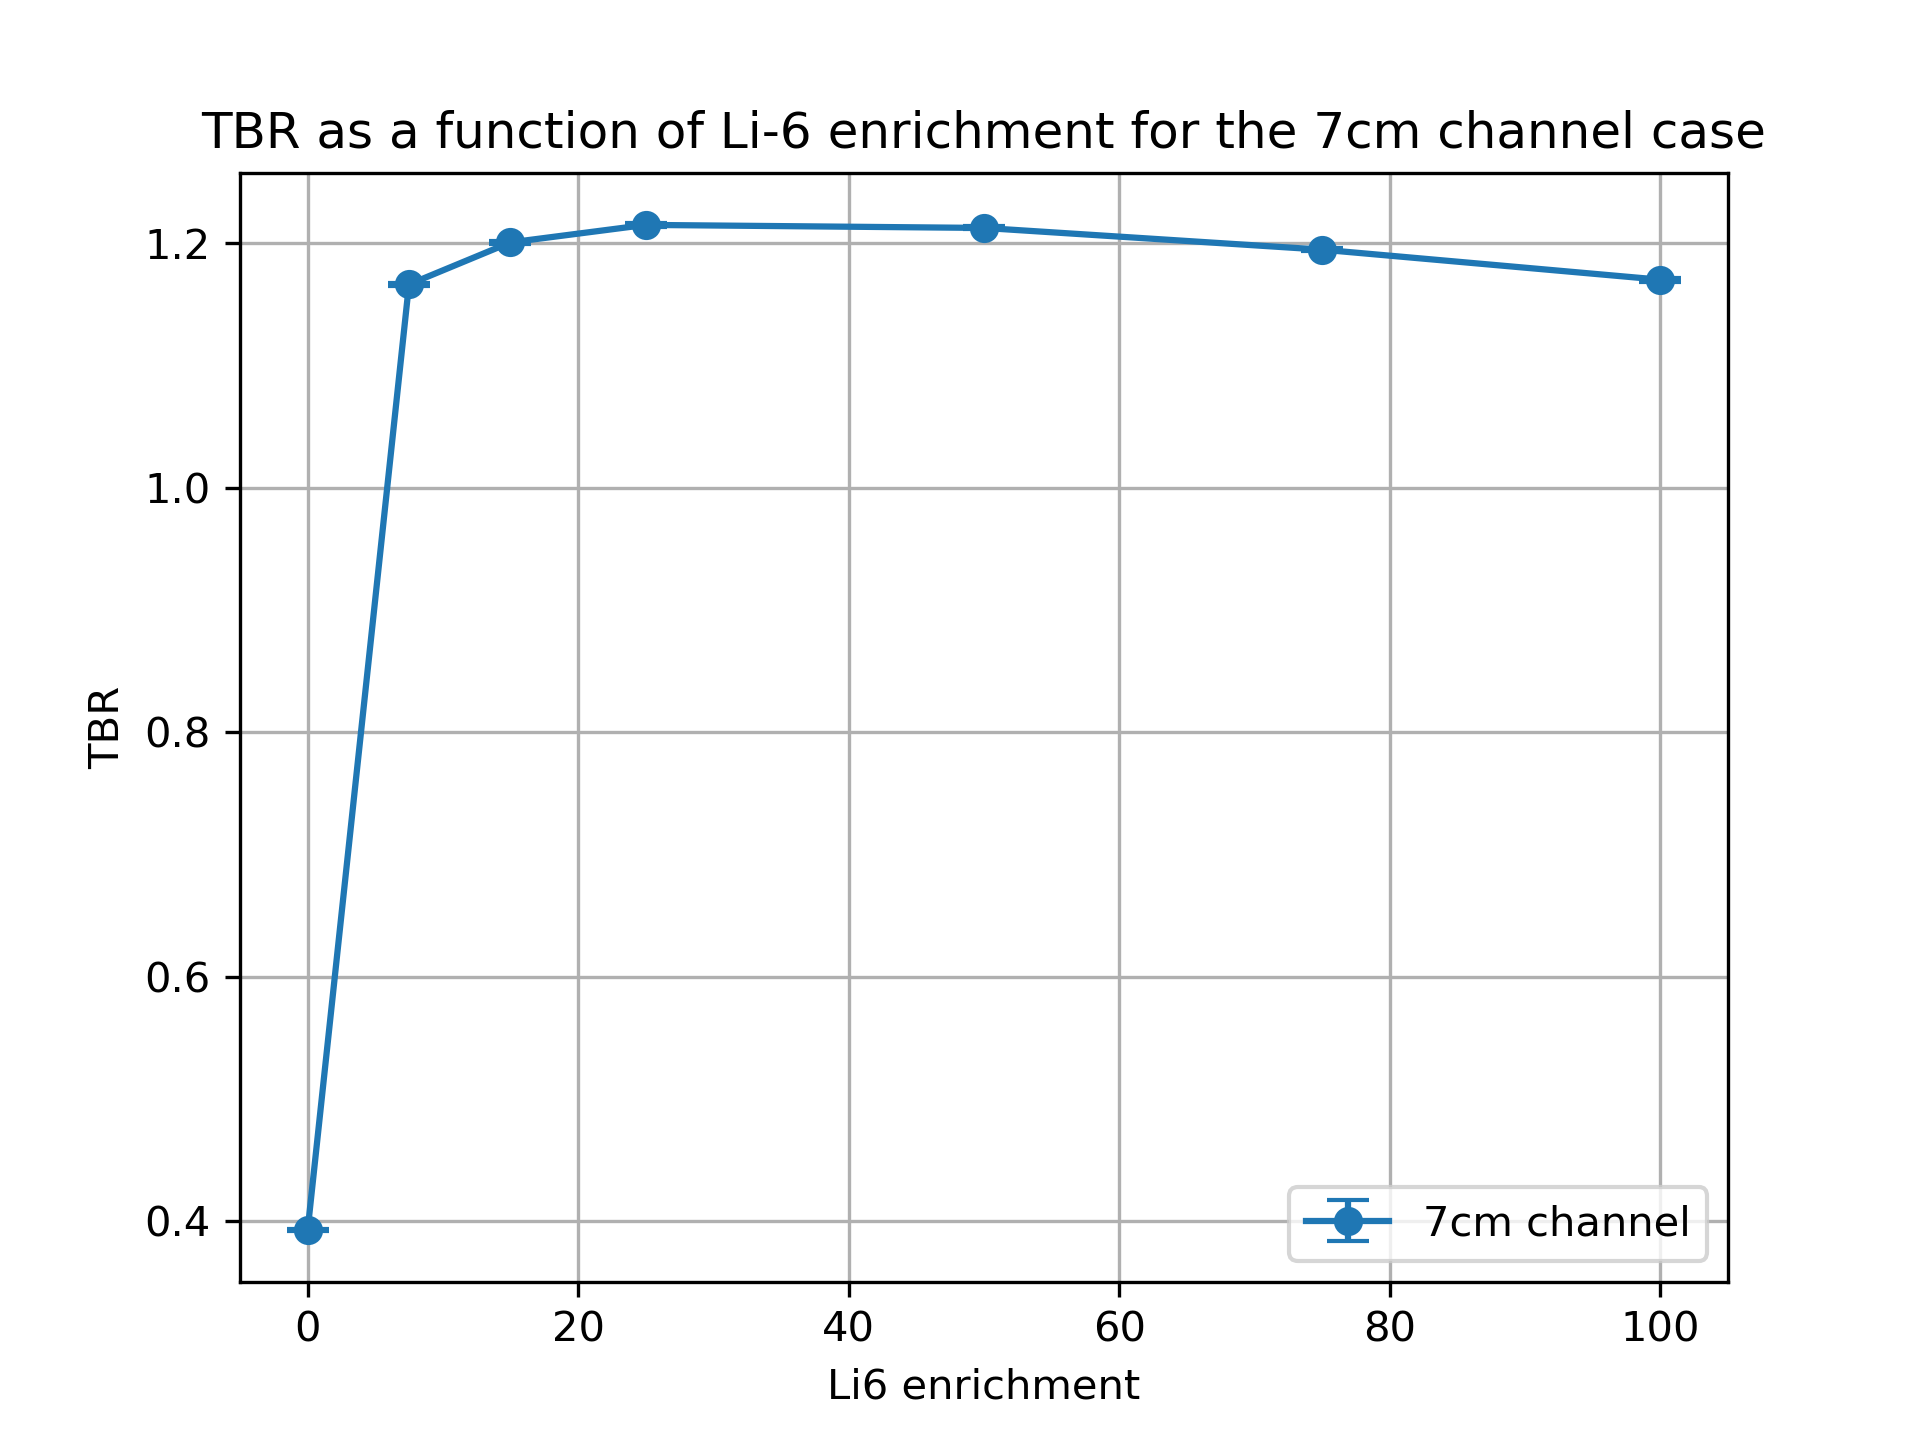 TBR as a function of Li-6 enrichment for the 7cm channel case
1.2
1.0
0.8
0.6
0.4
TBR
7cm channel
0 20 40 60 80 100
Li6 enrichment